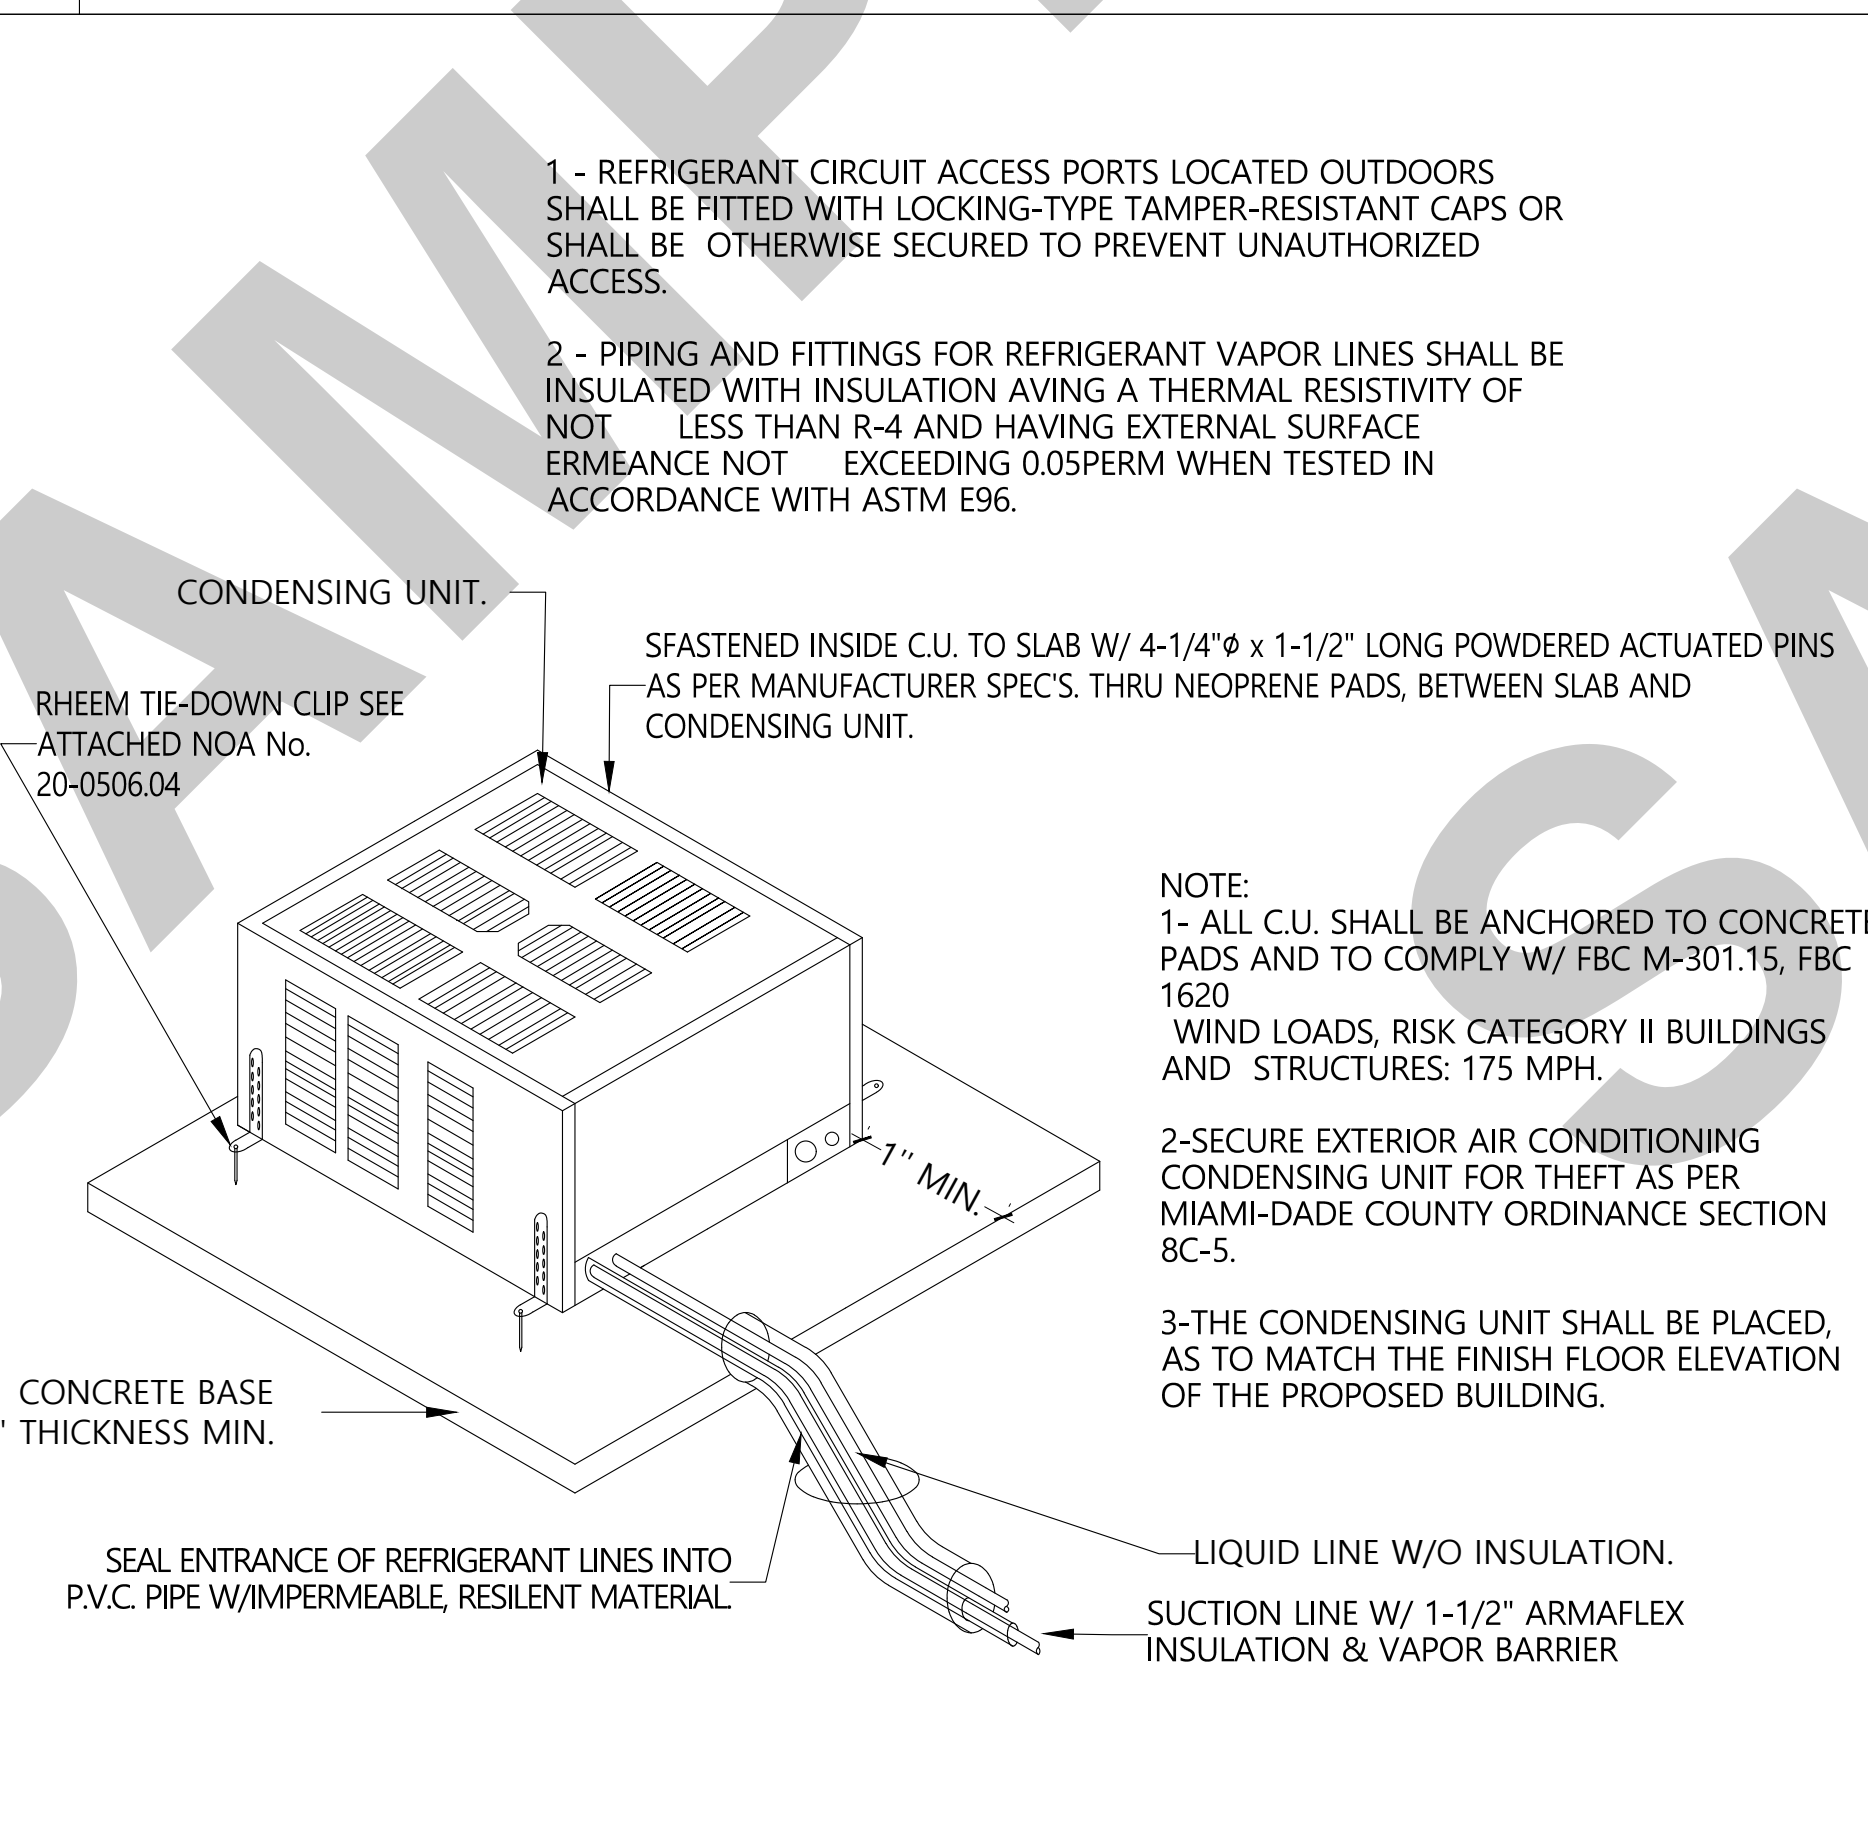 1 - REFRIGERANT CIRCUIT ACCESS PORTS LOCATED OUTDOORS
SHALL BE FITTED WITH LOCKING-TYPE TAMPER-RESISTANT CAPS OR
SHALL BE OTHERWISE SECURED TO PREVENT UNAUTHORIZED
ACCESS.
2 - PIPING AND FITTINGS FOR REFRIGERANT VAPOR LINES SHALL BE
INSULATED WITH INSULATION AVING A THERMAL RESISTIVITY OF
NOT LESS THAN R-4 AND HAVING EXTERNAL SURFACE
ERMEANCE NOT EXCEEDING 0.05PERM WHEN TESTED IN
ACCORDANCE WITH ASTM E96.
CONDENSING UNIT.
SFASTENED INSIDE C.U. TO SLAB W/ 4-1/4"ϕ x 1-1/2" LONG POWDERED ACTUATED PINS
AS PER MANUFACTURER SPEC'S. THRU NEOPRENE PADS, BETWEEN SLAB AND
CONDENSING UNIT.
RHEEM TIE-DOWN CLIP SEE
ATTACHED NOA No.
20-0506.04
NOTE:
1- ALL C.U. SHALL BE ANCHORED TO CONCRETE
PADS AND TO COMPLY W/ FBC M-301.15, FBC
1620
WIND LOADS, RISK CATEGORY II BUILDINGS
AND STRUCTURES: 175 MPH.
2-SECURE EXTERIOR AIR CONDITIONING
CONDENSING UNIT FOR THEFT AS PER
MIAMI-DADE COUNTY ORDINANCE SECTION
8C-5.
3-THE CONDENSING UNIT SHALL BE PLACED,
AS TO MATCH THE FINISH FLOOR ELEVATION
OF THE PROPOSED BUILDING.
1" MIN.
CONCRETE BASE
" THICKNESS MIN.
SEAL ENTRANCE OF REFRIGERANT LINES INTO
P.V.C. PIPE W/IMPERMEABLE, RESILENT MATERIAL.
LIQUID LINE W/O INSULATION.
SUCTION LINE W/ 1-1/2" ARMAFLEX
INSULATION & VAPOR BARRIER
SAMP
SA